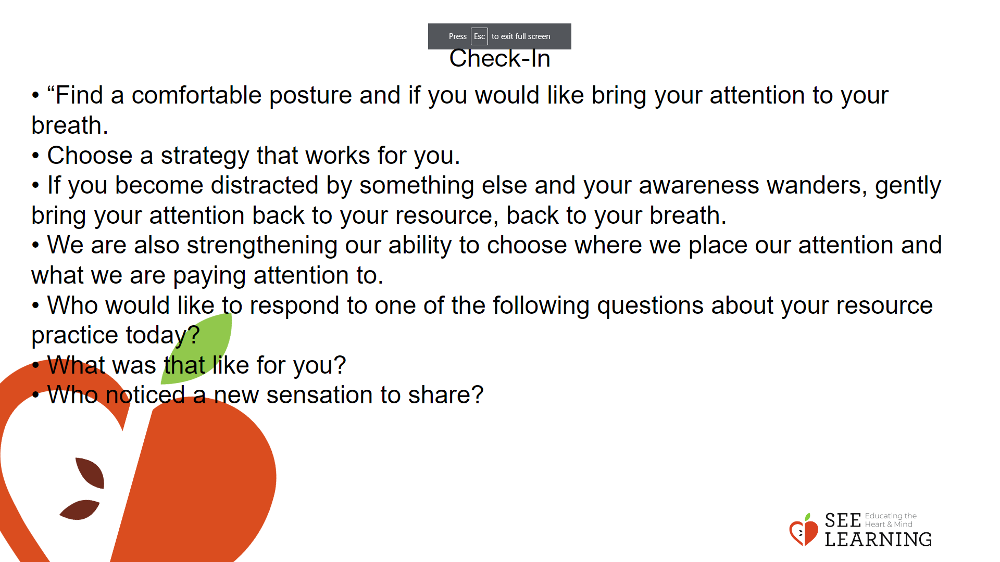 Press Esc to exit full screen
Check-In
• “Find a comfortable posture and if you would like bring your attention to your
breath.
• Choose a strategy that works for you.
• If you become distracted by something else and your awareness wanders, gently
bring your attention back to your resource, back to your breath.
• We are also strengthening our ability to choose where we place our attention and
what we are paying attention to.
• Who would like to respond to one of the following questions about your resource
practice today?
• What was that like for you?
• Who noticed a new sensation to share?
SEE
Educating the
Heart & Mind
LEARNING